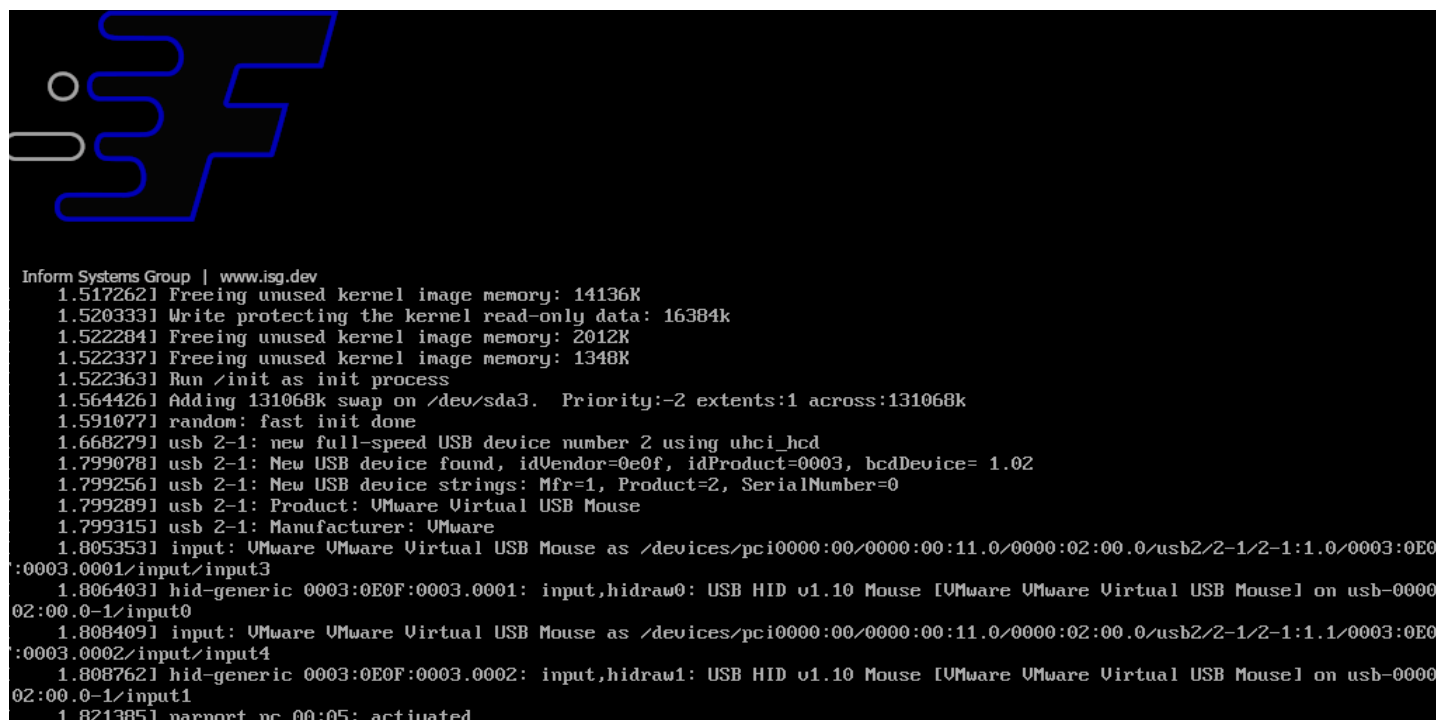 Inform Systems Group | www.isg.dev
1.517262] Freeing unused kernel image memory: 14136K
1.520333] Write protecting the kernel read-only data: 16384k
1.522284] Freeing unused kernel image memory: 2012K
1.522337] Freeing unused kernel image memory: 1348K
1.522363] Run /init as init process
1.564426] Adding 131068k swap on /dev/sda3.  Priority:-2 extents:1 across:131068k
1.591077] random: fast init done
1.668279] usb 2-1: new full-speed USB device number 2 using uhci_hcd
1.799078] usb 2-1: New USB device found, idVendor=0e0f, idProduct=0003, bcdDevice= 1.02
1.799256] usb 2-1: New USB device strings: Mfr=1, Product=2, SerialNumber=0
1.799289] usb 2-1: Product: VMware Virtual USB Mouse
1.799315] usb 2-1: Manufacturer: VMware
1.805353] input: VMware VMware Virtual USB Mouse as /devices/pci0000:00/0000:00:11.0/0000:02:00.0/usb2/2-1/2-1:1.0/0003:0E0
:0003.0001/input/input3
1.806403] hid-generic 0003:0E0F:0003.0001: input,hidraw0: USB HID v1.10 Mouse [VMware VMware Virtual USB Mouse] on usb-0000
02:00.0-1/input0
1.808409] input: VMware VMware Virtual USB Mouse as /devices/pci0000:00/0000:00:11.0/0000:02:00.0/usb2/2-1/2-1:1.1/0003:0E0
:0003.0002/input/input4
1.808762] hid-generic 0003:0E0F:0003.0002: input,hidraw1: USB HID v1.10 Mouse [VMware VMware Virtual USB Mouse] on usb-0000
02:00.0-1/input1
1.821385] parport_pc 00:05: activated